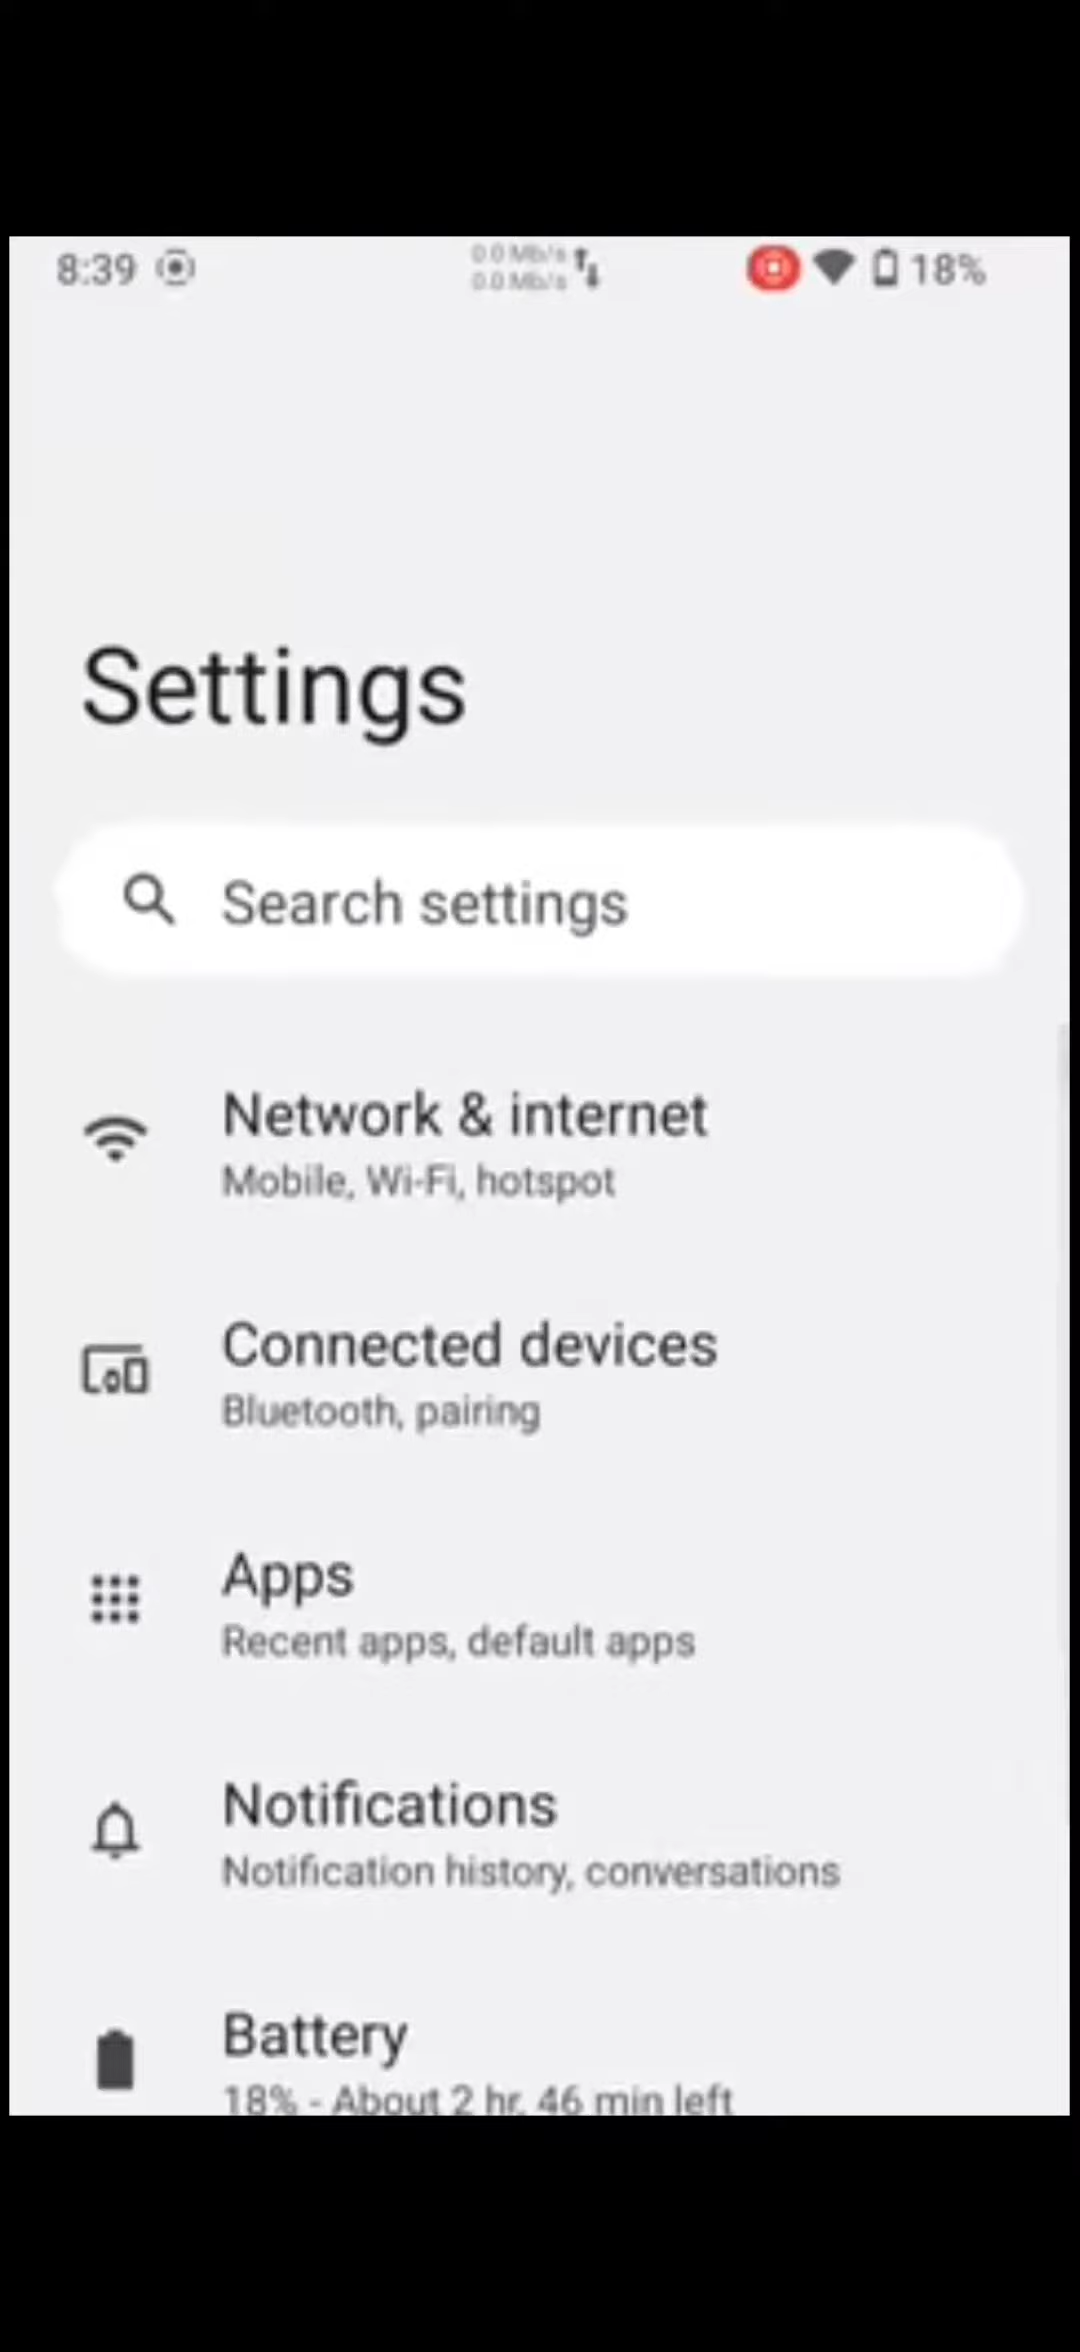 8:39
0.0 Mb/s
0.0 Mb/s
18%
Settings
Search settings
Network & internet
Mobile, Wi-Fi, hotspot
Connected devices
Bluetooth, pairing
Apps
Recent apps, default apps
Notifications
Notification history, conversations
Battery
18% - About 2 hr, 46 min left